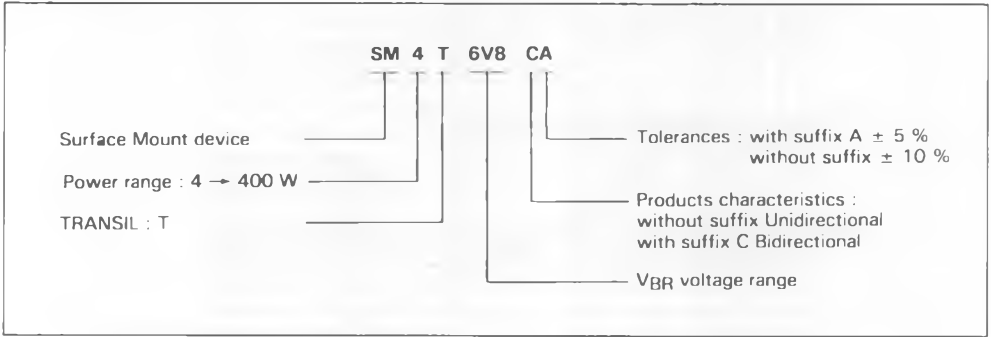 SM 4 T 6V8 CA
Surface Mount device
Power range : 4 → 400 W
TRANSIL : T
Tolerances : with suffix A ± 5 %
without suffix ± 10 %
Products characteristics :
without suffix Unidirectional
with suffix C Bidirectional
VBR voltage range